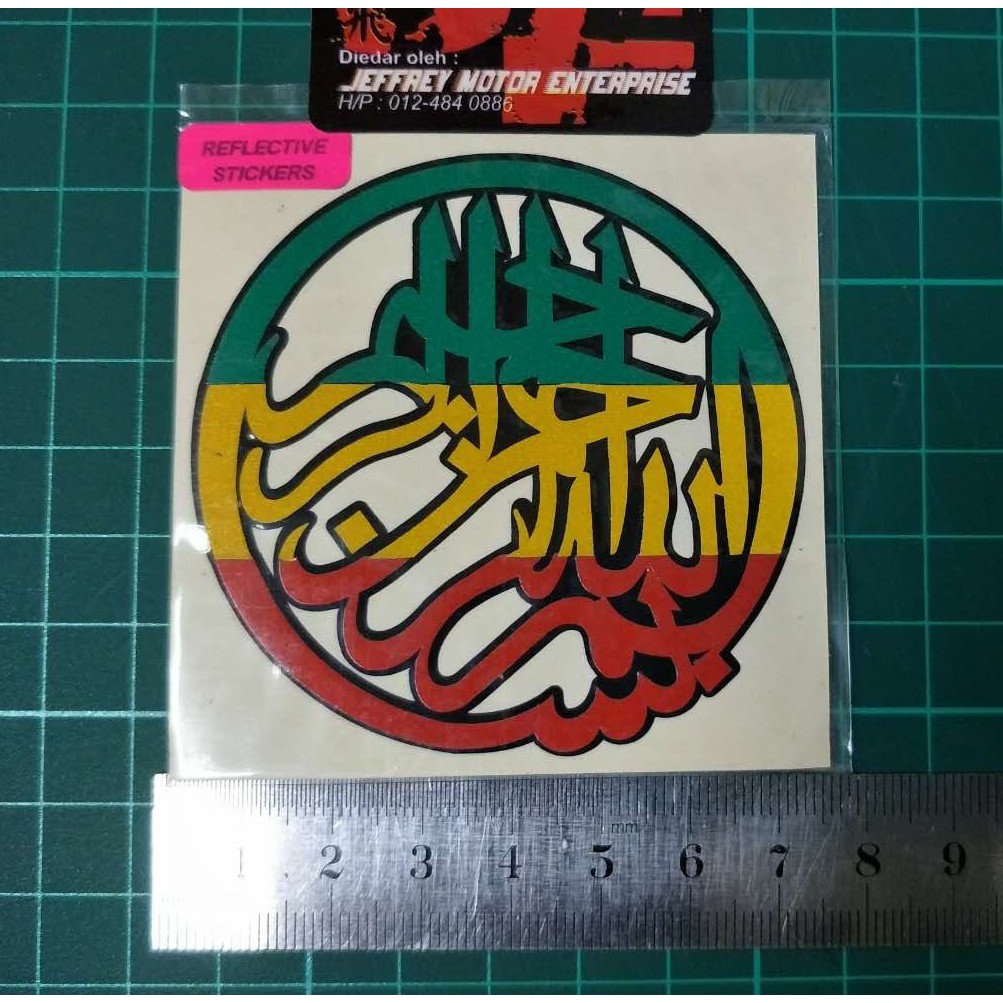 飛
Diedar oleh :
JEFFREY MOTOR ENTERPRISE
H/P : 012-484 0886
REFLECTIVE
STICKERS
بسم الله الرحمن الرحيم
mm
1 2 3 4 5 6 7 8 9